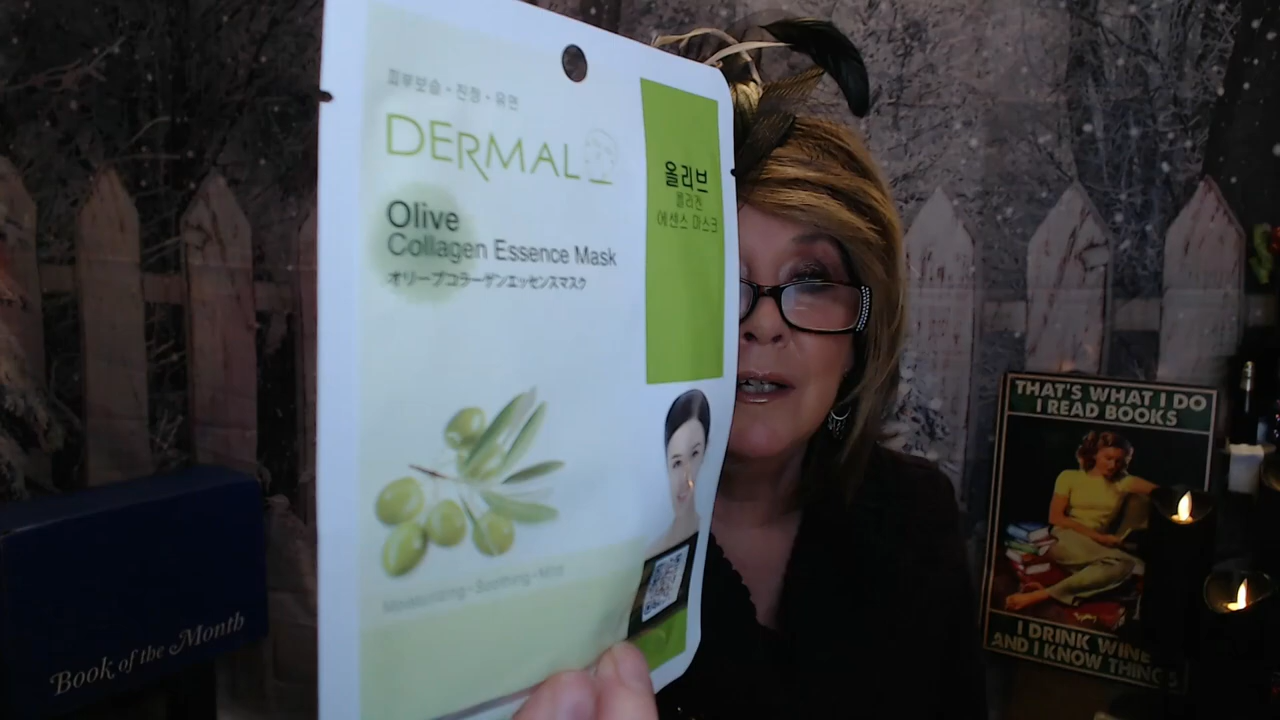 피부보습・진정・유연
DERMAL
Olive
Collagen Essence Mask
オリーブコラーゲンエッセンスマスク
올리브
콜라겐
에센스 마스크
Moisturizing・Soothing・Mild
Book of the Month
THAT'S WHAT I DO
I READ BOOKS
I DRINK WINE
AND I KNOW THINGS